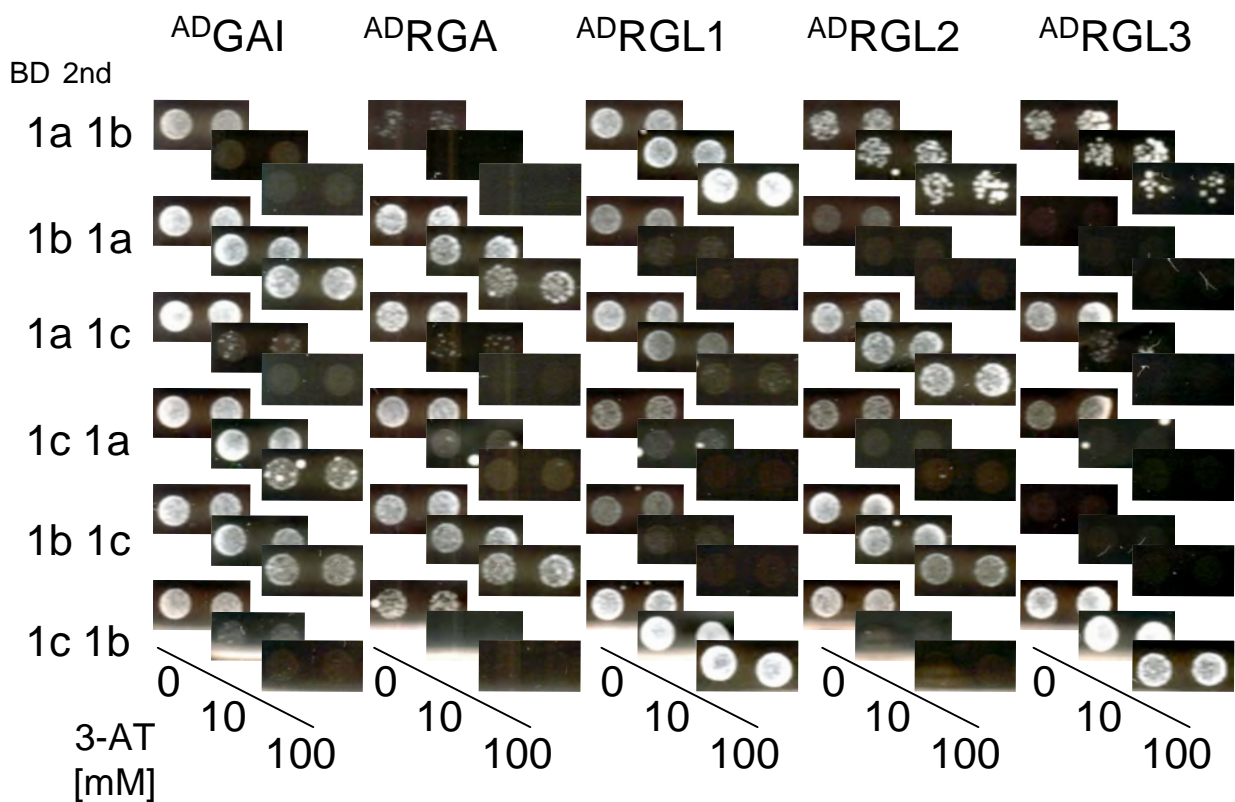 ADGAI ADRGA ADRGL1 ADRGL2 ADRGL3
BD 2nd
1a 1b
1b 1a
1a 1c
1c 1a
1b 1c
1c 1b
0 0 0 0 0
10 10 10 10 10
100 100 100 100 100
3-AT
[mM]